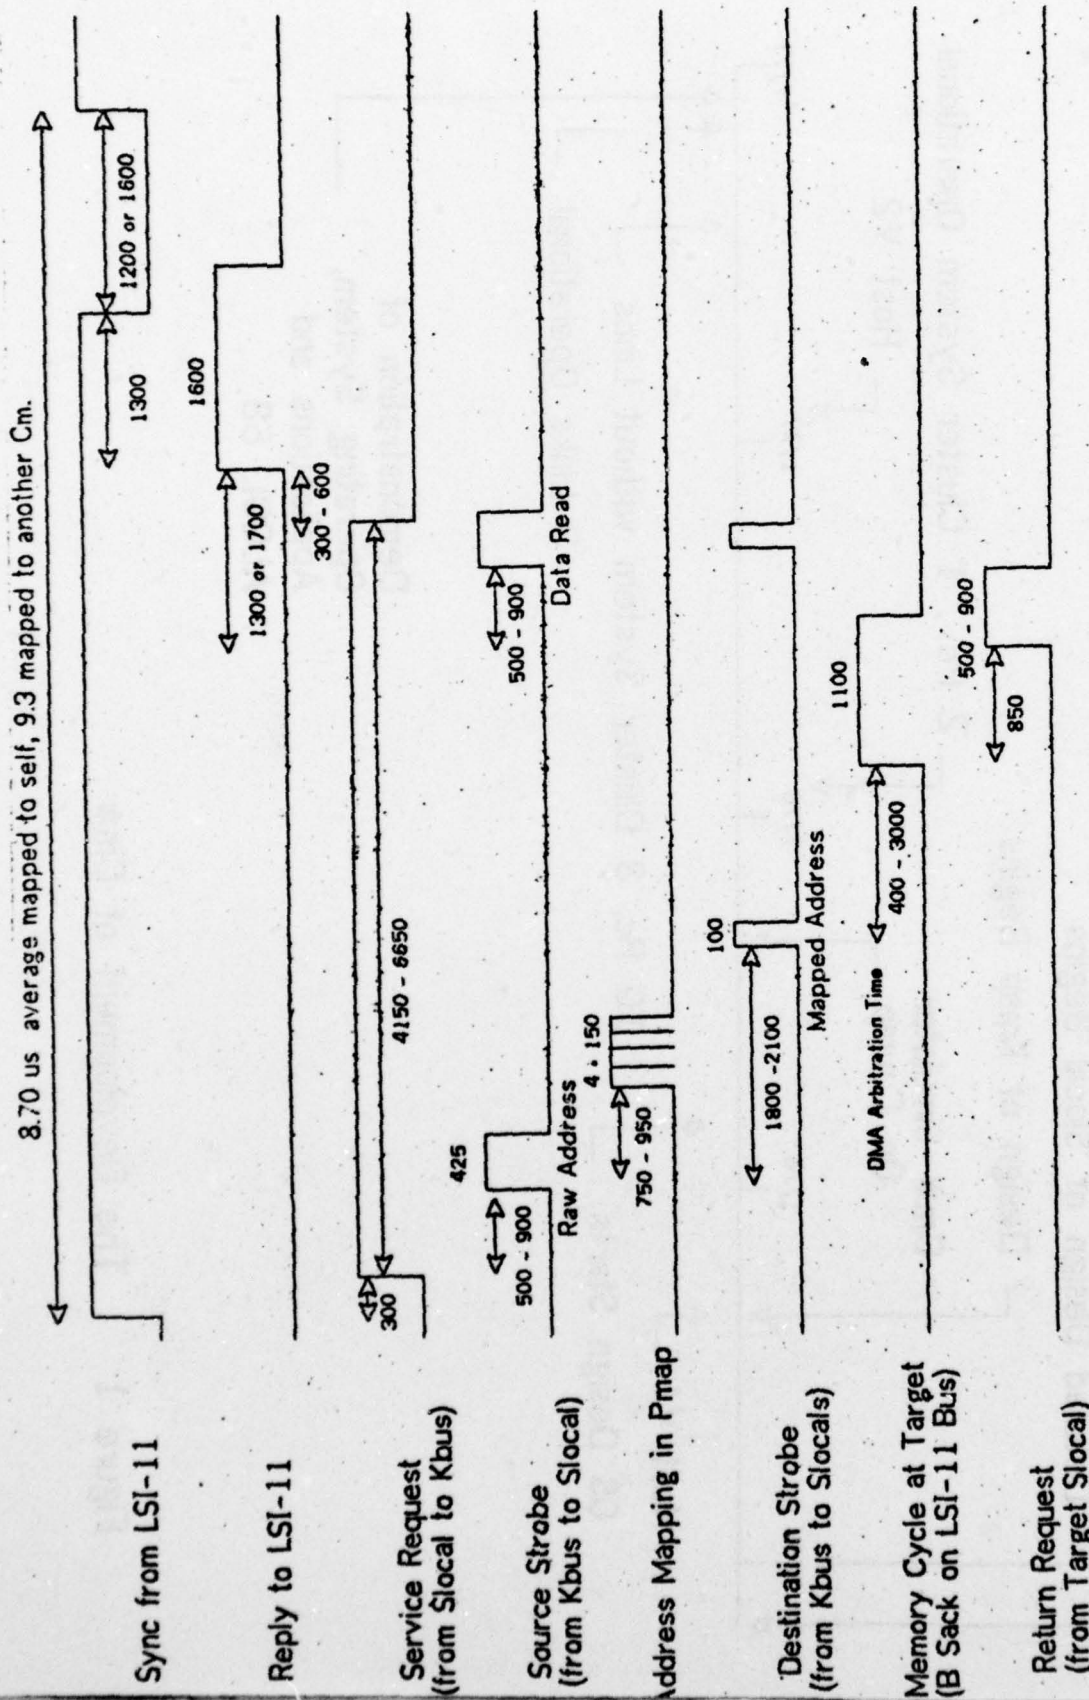 8.70 us average mapped to self, 9.3 mapped to another Cm.
Sync from LSI-11
1300
1200 or 1600
Reply to LSI-11
1300 or 1700
1600
300 - 600
Service Request
(from Slocal to Kbus)
300
4150 - 6650
Source Strobe
(from Kbus to Slocal)
500 - 900
425
Raw Address
500 - 900
Data Read
Address Mapping in Pmap
750 - 950
4 . 150
Destination Strobe
(from Kbus to Slocals)
1800 - 2100
100
Mapped Address
Memory Cycle at Target
(B Sack on LSI-11 Bus)
DMA Arbitration Time
400 - 3000
1100
Return Request
(from Target Slocal)
850
500 - 900